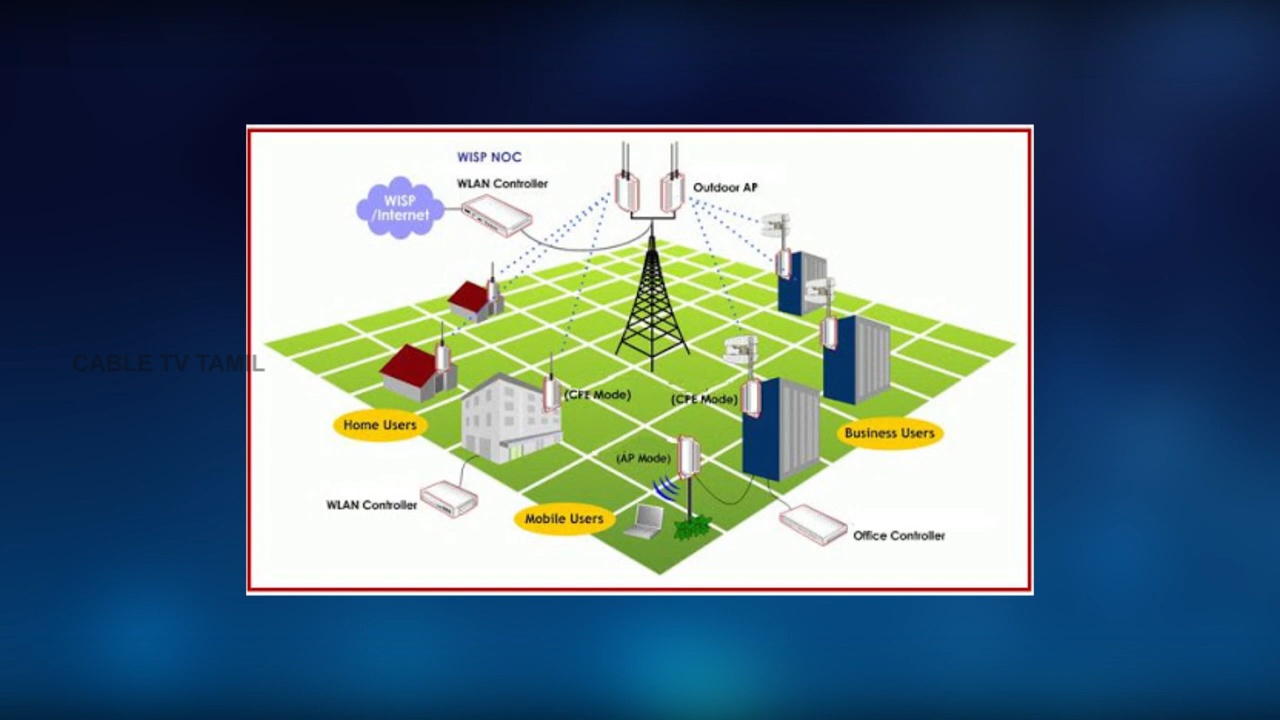 WISP NOC
WLAN Controller
WISP
/Internet
Outdoor AP
CABLE TV TAMIL
(CPE Mode)
(CPE Mode)
Home Users
Business Users
(AP Mode)
WLAN Controller
Mobile Users
Office Controller